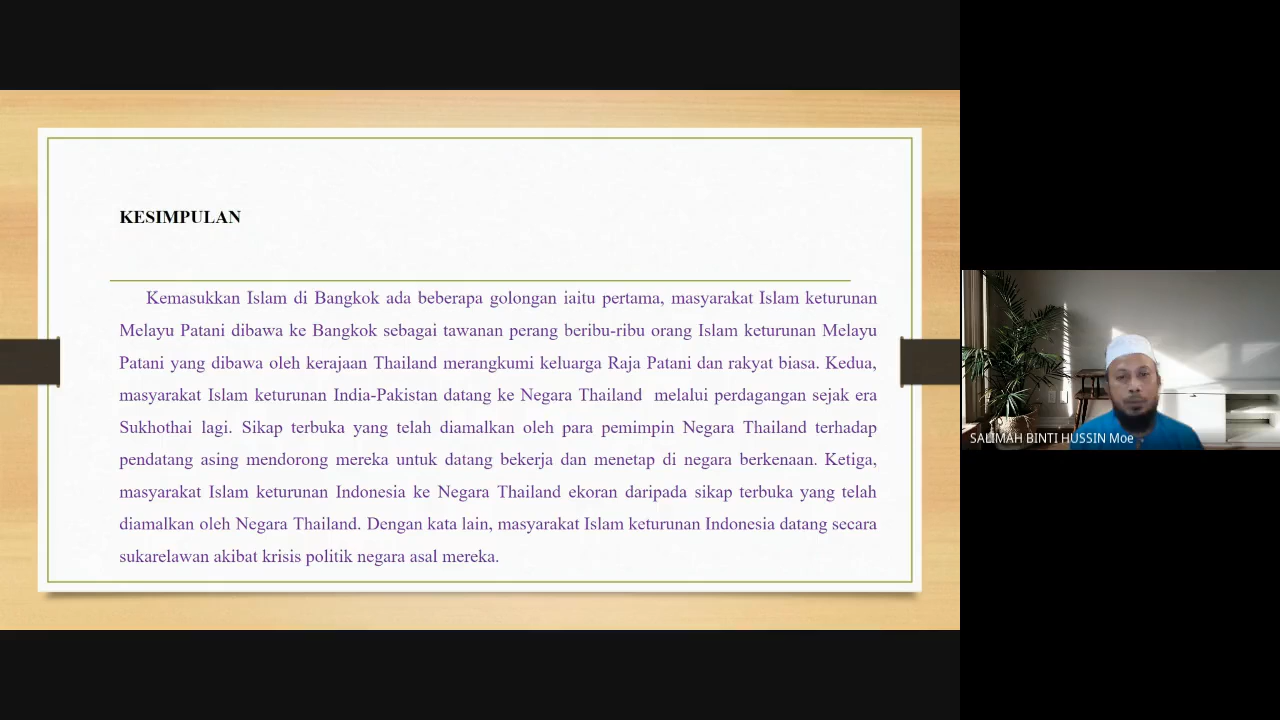 KESIMPULAN
Kemasukkan Islam di Bangkok ada beberapa golongan iaitu pertama, masyarakat Islam keturunan
Melayu Patani dibawa ke Bangkok sebagai tawanan perang beribu-ribu orang Islam keturunan Melayu
Patani yang dibawa oleh kerajaan Thailand merangkumi keluarga Raja Patani dan rakyat biasa. Kedua,
masyarakat Islam keturunan India-Pakistan datang ke Negara Thailand melalui perdagangan sejak era
Sukhothai lagi. Sikap terbuka yang telah diamalkan oleh para pemimpin Negara Thailand terhadap
pendatang asing mendorong mereka untuk datang bekerja dan menetap di negara berkenaan. Ketiga,
masyarakat Islam keturunan Indonesia ke Negara Thailand ekoran daripada sikap terbuka yang telah
diamalkan oleh Negara Thailand. Dengan kata lain, masyarakat Islam keturunan Indonesia datang secara
sukarelawan akibat krisis politik negara asal mereka.
SALIMAH BINTI HUSSIN Moe